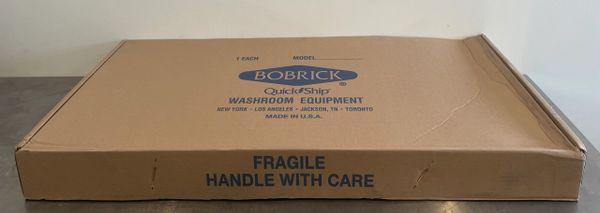 1 EACH MODEL
BOBRICK ®
QuickShip
WASHROOM EQUIPMENT
NEW YORK • LOS ANGELES • JACKSON, TN • TORONTO
MADE IN U.S.A.
FRAGILE
HANDLE WITH CARE